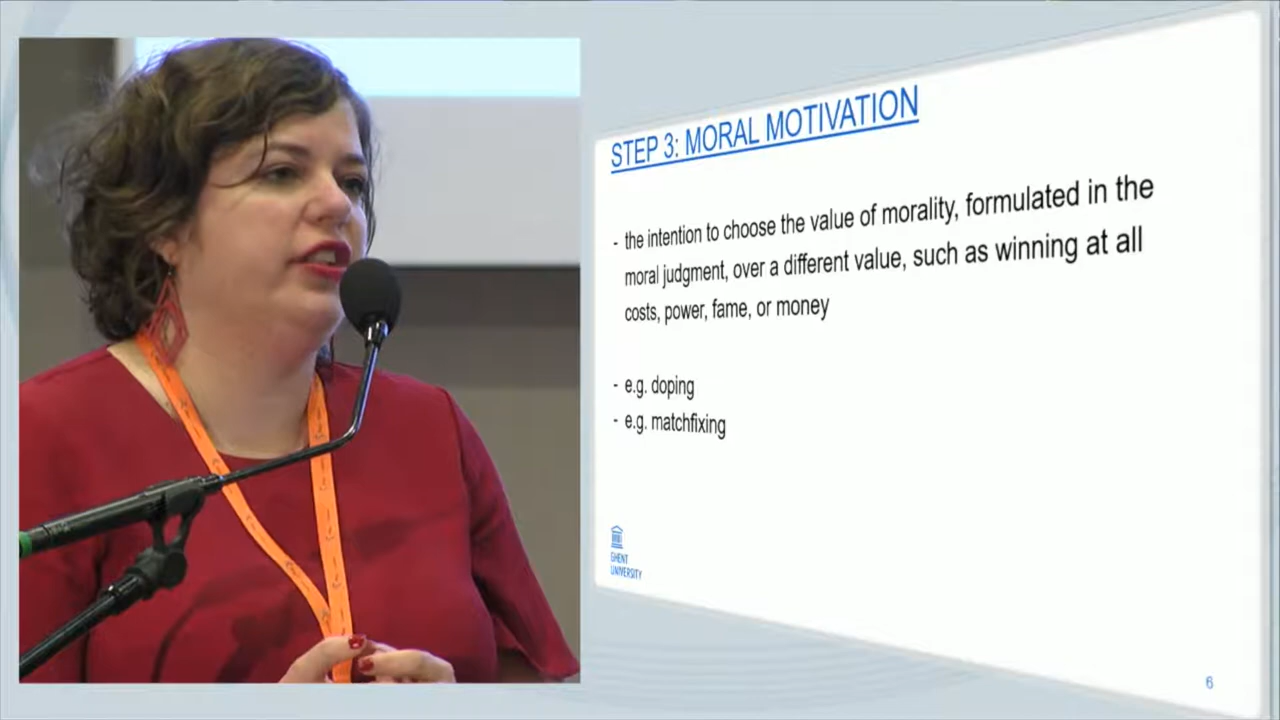 STEP 3: MORAL MOTIVATION
- the intention to choose the value of morality, formulated in the
moral judgment, over a different value, such as winning at all
costs, power, fame, or money
- e.g. doping
- e.g. matchfixing
GHENT
UNIVERSITY
6